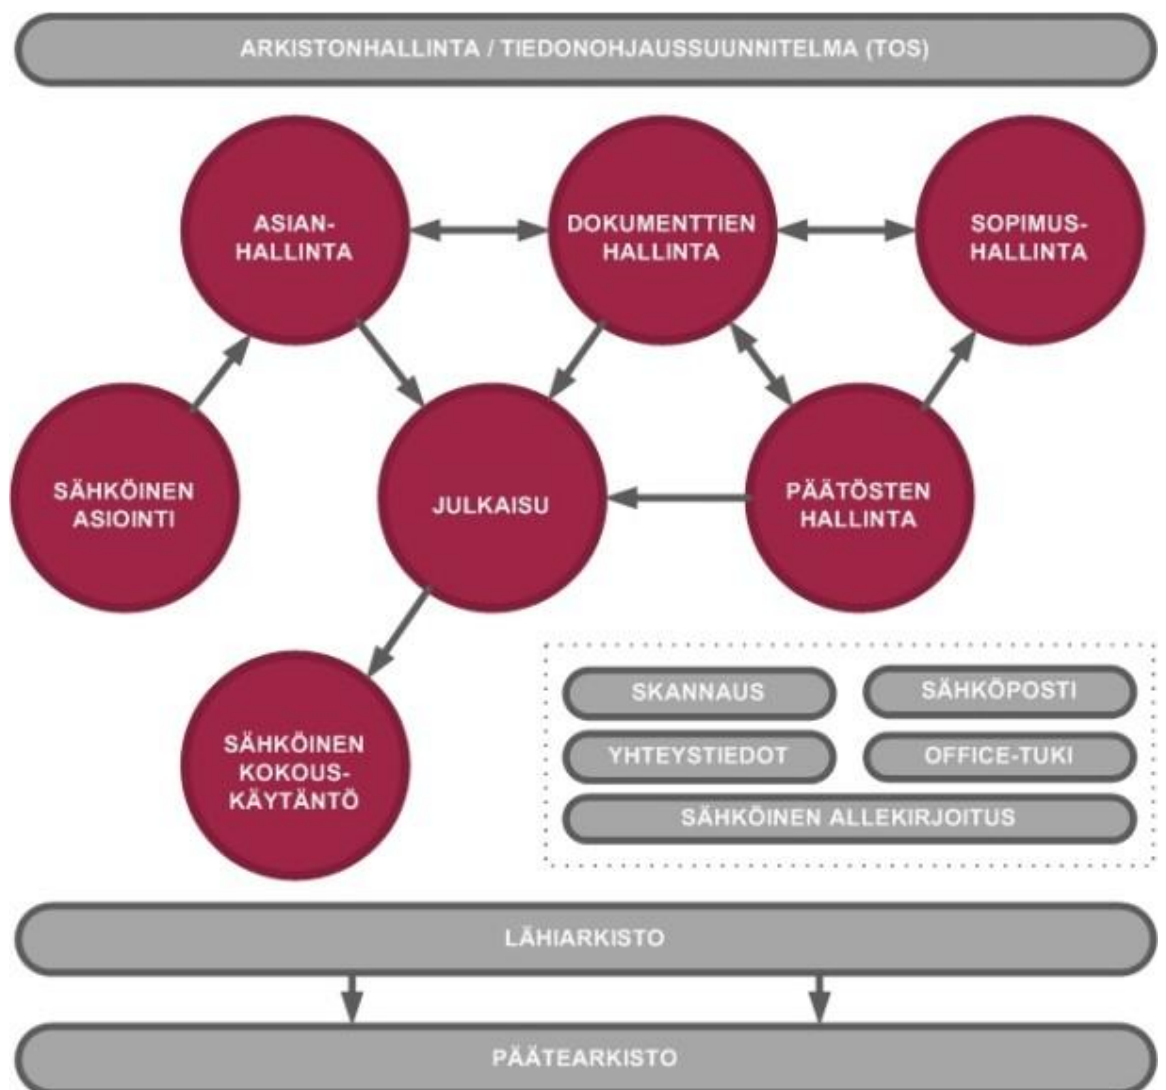 ARKISTONHALLINTA / TIEDONOHJAUSSUUNNITELMA (TOS)
ASIAN-
HALLINTA
DOKUMENTTIEN
HALLINTA
SOPIMUS-
HALLINTA
SÄHKÖINEN
ASIOINTI
JULKAISU
PÄÄTÖSTEN
HALLINTA
SÄHKÖINEN
KOKOUS-
KÄYTÄNTÖ
SKANNAUS
SÄHKÖPOSTI
YHTEYSTIEDOT
OFFICE-TUKI
SÄHKÖINEN ALLEKIRJOITUS
LÄHIARKISTO
PÄÄTEARKISTO